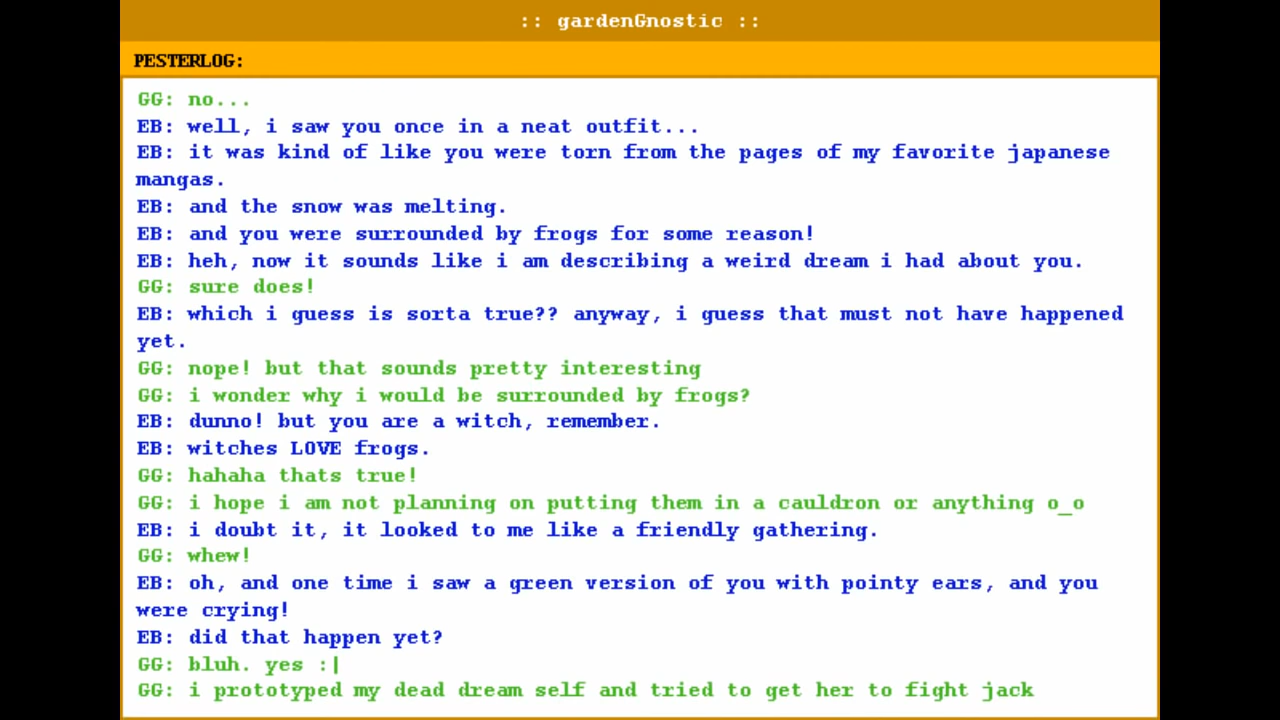 :: gardenGnostic ::
PESTERLOG:
GG: no...
EB: well, i saw you once in a neat outfit...
EB: it was kind of like you were torn from the pages of my favorite japanese
mangas.
EB: and the snow was melting.
EB: and you were surrounded by frogs for some reason!
EB: heh, now it sounds like i am describing a weird dream i had about you.
GG: sure does!
EB: which i guess is sorta true?? anyway, i guess that must not have happened
yet.
GG: nope! but that sounds pretty interesting
GG: i wonder why i would be surrounded by frogs?
EB: dunno! but you are a witch, remember.
EB: witches LOVE frogs.
GG: hahaha thats true!
GG: i hope i am not planning on putting them in a cauldron or anything o_o
EB: i doubt it, it looked to me like a friendly gathering.
GG: whew!
EB: oh, and one time i saw a green version of you with pointy ears, and you
were crying!
EB: did that happen yet?
GG: bluh. yes :|
GG: i prototyped my dead dream self and tried to get her to fight jack